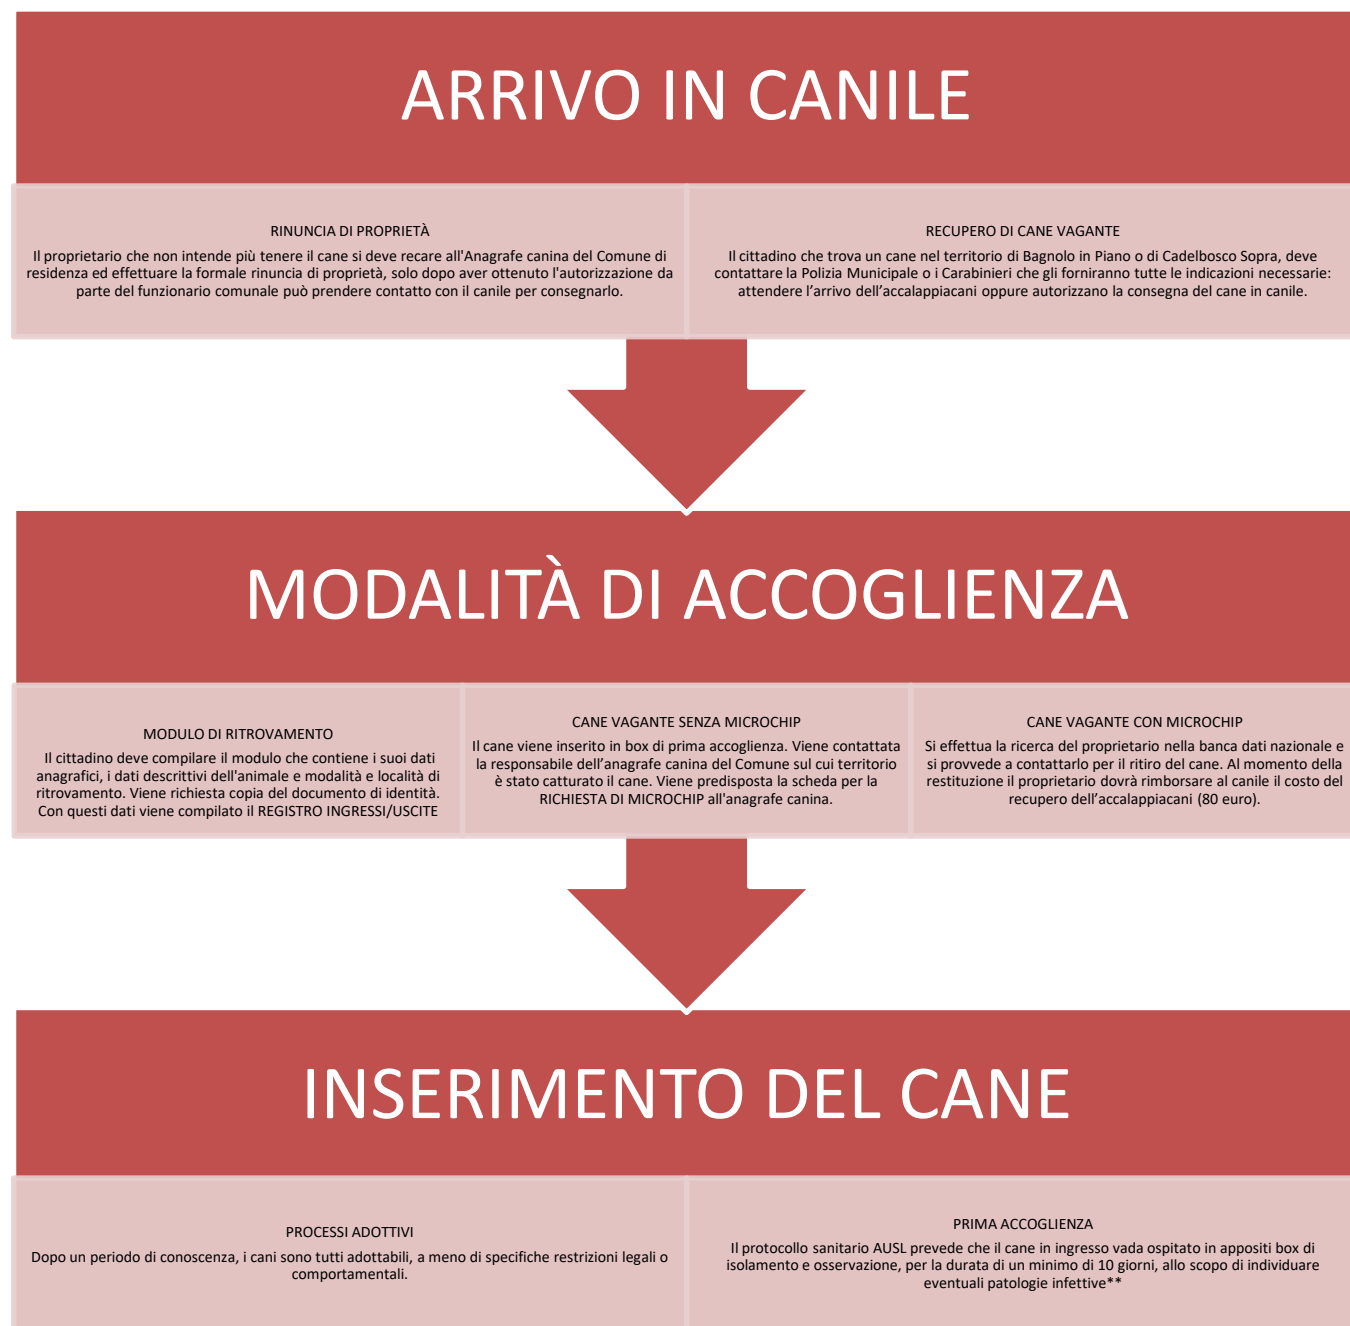 ARRIVO IN CANILE
RINUNCIA DI PROPRIETÀ
Il proprietario che non intende più tenere il cane si deve recare all'Anagrafe canina del Comune di
residenza ed effettuare la formale rinuncia di proprietà, solo dopo aver ottenuto l'autorizzazione da
parte del funzionario comunale può prendere contatto con il canile per consegnarlo.
RECUPERO DI CANE VAGANTE
Il cittadino che trova un cane nel territorio di Bagnolo in Piano o di Cadelbosco Sopra, deve
contattare la Polizia Municipale o i Carabinieri che gli forniranno tutte le indicazioni necessarie:
attendere l’arrivo dell’accalappiacani oppure autorizzano la consegna del cane in canile.
MODALITÀ DI ACCOGLIENZA
MODULO DI RITROVAMENTO
Il cittadino deve compilare il modulo che contiene i suoi dati
anagrafici, i dati descrittivi dell'animale e modalità e località di
ritrovamento. Viene richiesta copia del documento di identità.
Con questi dati viene compilato il REGISTRO INGRESSI/USCITE
CANE VAGANTE SENZA MICROCHIP
Il cane viene inserito in box di prima accoglienza. Viene contattata
la responsabile dell’anagrafe canina del Comune sul cui territorio
è stato catturato il cane. Viene predisposta la scheda per la
RICHIESTA DI MICROCHIP all'anagrafe canina.
CANE VAGANTE CON MICROCHIP
Si effettua la ricerca del proprietario nella banca dati nazionale e
si provvede a contattarlo per il ritiro del cane. Al momento della
restituzione il proprietario dovrà rimborsare al canile il costo del
recupero dell’accalappiacani (80 euro).
INSERIMENTO DEL CANE
PROCESSI ADOTTIVI
Dopo un periodo di conoscenza, i cani sono tutti adottabili, a meno di specifiche restrizioni legali o
comportamentali.
PRIMA ACCOGLIENZA
Il protocollo sanitario AUSL prevede che il cane in ingresso vada ospitato in appositi box di
isolamento e osservazione, per la durata di un minimo di 10 giorni, allo scopo di individuare
eventuali patologie infettive**